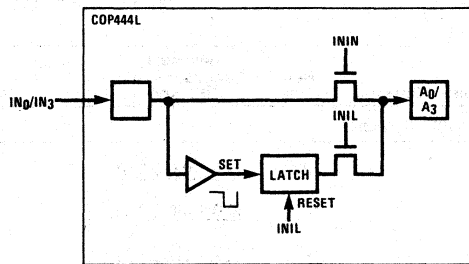 COP444L
ININ
IN0/IN3
A0/
A3
INIL
SET
LATCH
RESET
INIL